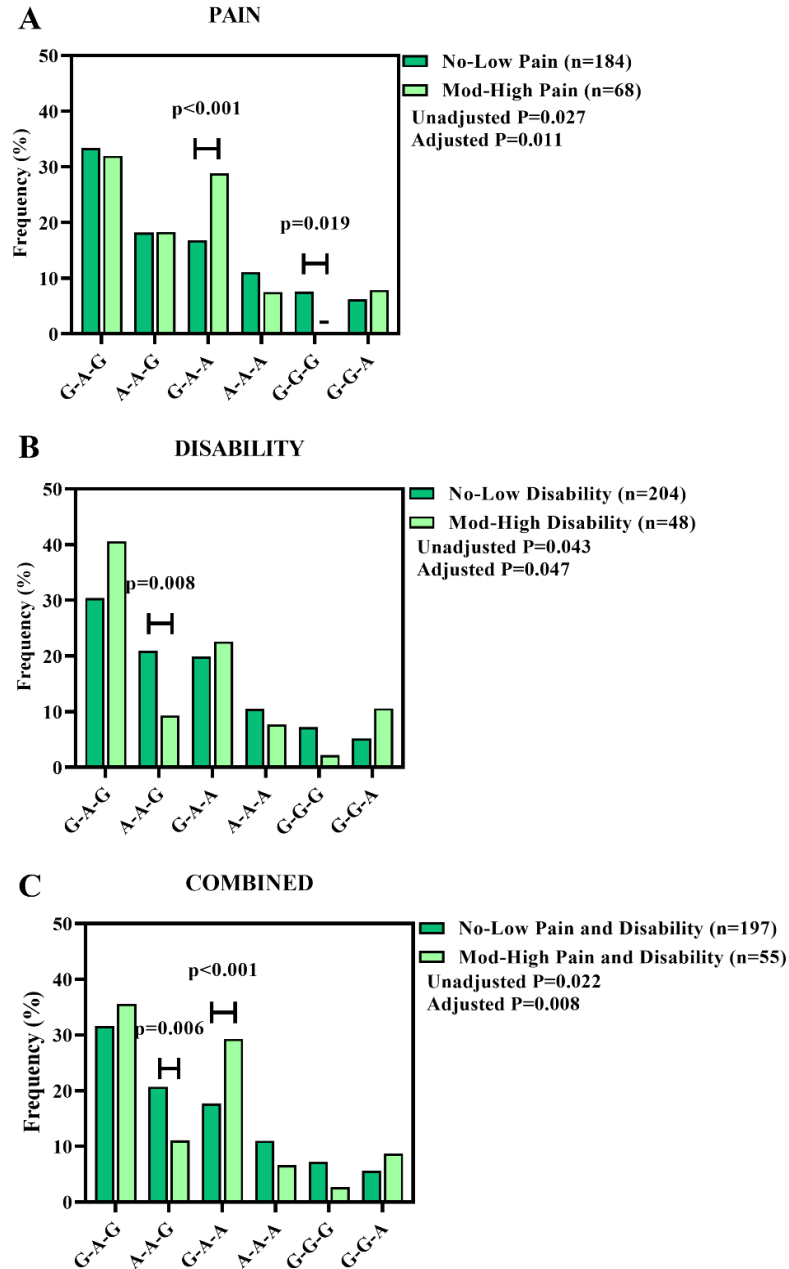 A
PAIN
50
40
30
20
10
0
Frequency (%)
p<0.001
p=0.019
No-Low Pain (n=184)
Mod-High Pain (n=68)
Unadjusted P=0.027
Adjusted P=0.011
G-A-G
A-A-G
G-A-A
A-A-A
G-G-G
G-G-A
B
DISABILITY
50
40
30
20
10
0
Frequency (%)
p=0.008
No-Low Disability (n=204)
Mod-High Disability (n=48)
Unadjusted P=0.043
Adjusted P=0.047
G-A-G
A-A-G
G-A-A
A-A-A
G-G-G
G-G-A
C
COMBINED
50
40
30
20
10
0
Frequency (%)
p<0.001
p=0.006
No-Low Pain and Disability (n=197)
Mod-High Pain and Disability (n=55)
Unadjusted P=0.022
Adjusted P=0.008
G-A-G
A-A-G
G-A-A
A-A-A
G-G-G
G-G-A